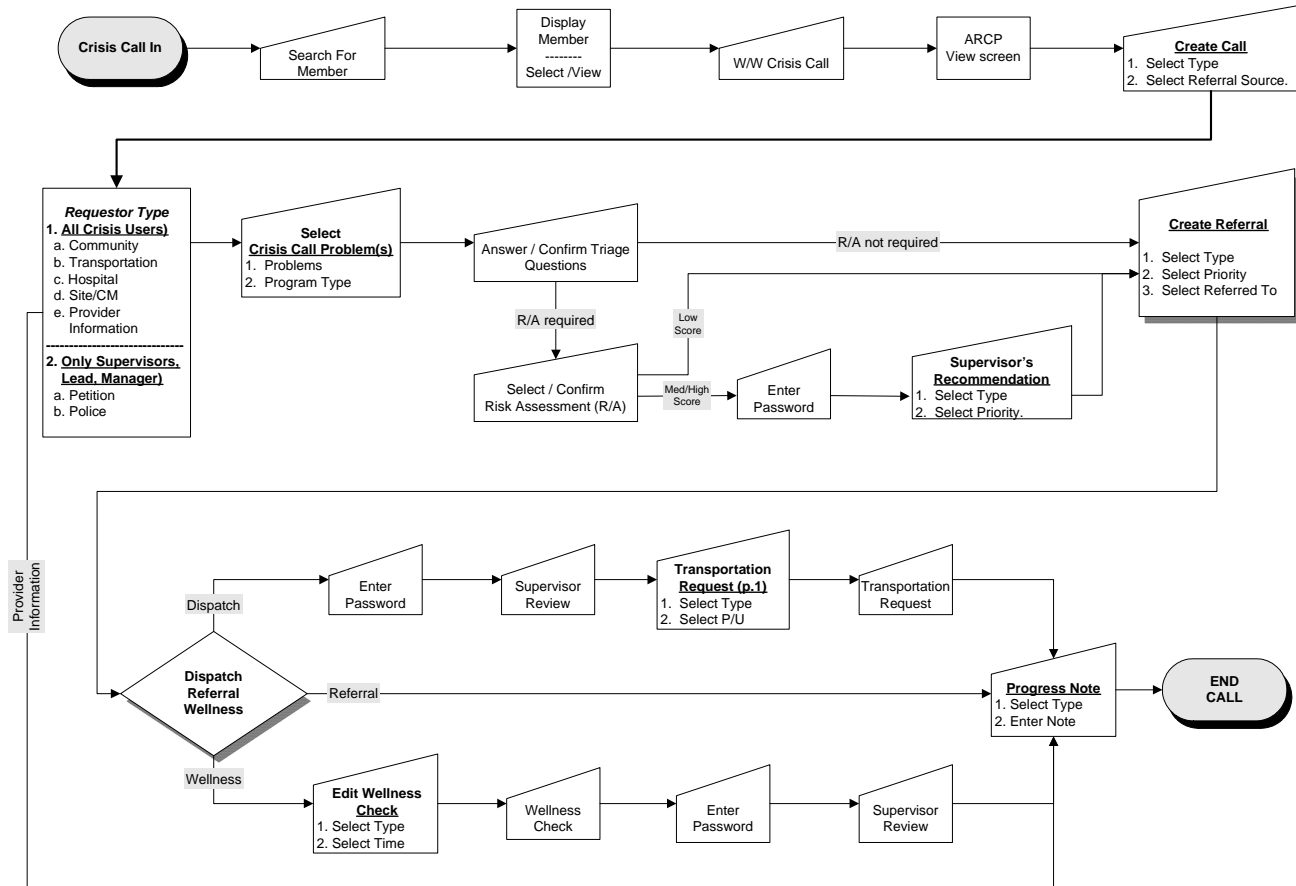 Crisis Call In
Search For
Member
Display
Member
--------
Select /View
W/W Crisis Call
ARCP
View screen
Create Call
1. Select Type
2. Select Referral Source.
Requestor Type
1. All Crisis Users)
a. Community
b. Transportation
c. Hospital
d. Site/CM
e. Provider
Information
--------------------------------
2. Only Supervisors,
Lead, Manager)
a. Petition
b. Police
Select
Crisis Call Problem(s)
1. Problems
2. Program Type
Answer / Confirm Triage
Questions
R/A not required
Create Referral
1. Select Type
2. Select Priority
3. Select Referred To
R/A required
Low
Score
Select / Confirm
Risk Assessment (R/A)
Med/High
Score
Enter
Password
Supervisor's
Recommendation
1. Select Type
2. Select Priority.
Provider
Information
Dispatch
Enter
Password
Supervisor
Review
Transportation
Request (p.1)
1. Select Type
2. Select P/U
Transportation
Request
Dispatch
Referral
Wellness
Referral
Progress Note
1. Select Type
2. Enter Note
END
CALL
Wellness
Edit Wellness
Check
1. Select Type
2. Select Time
Wellness
Check
Enter
Password
Supervisor
Review